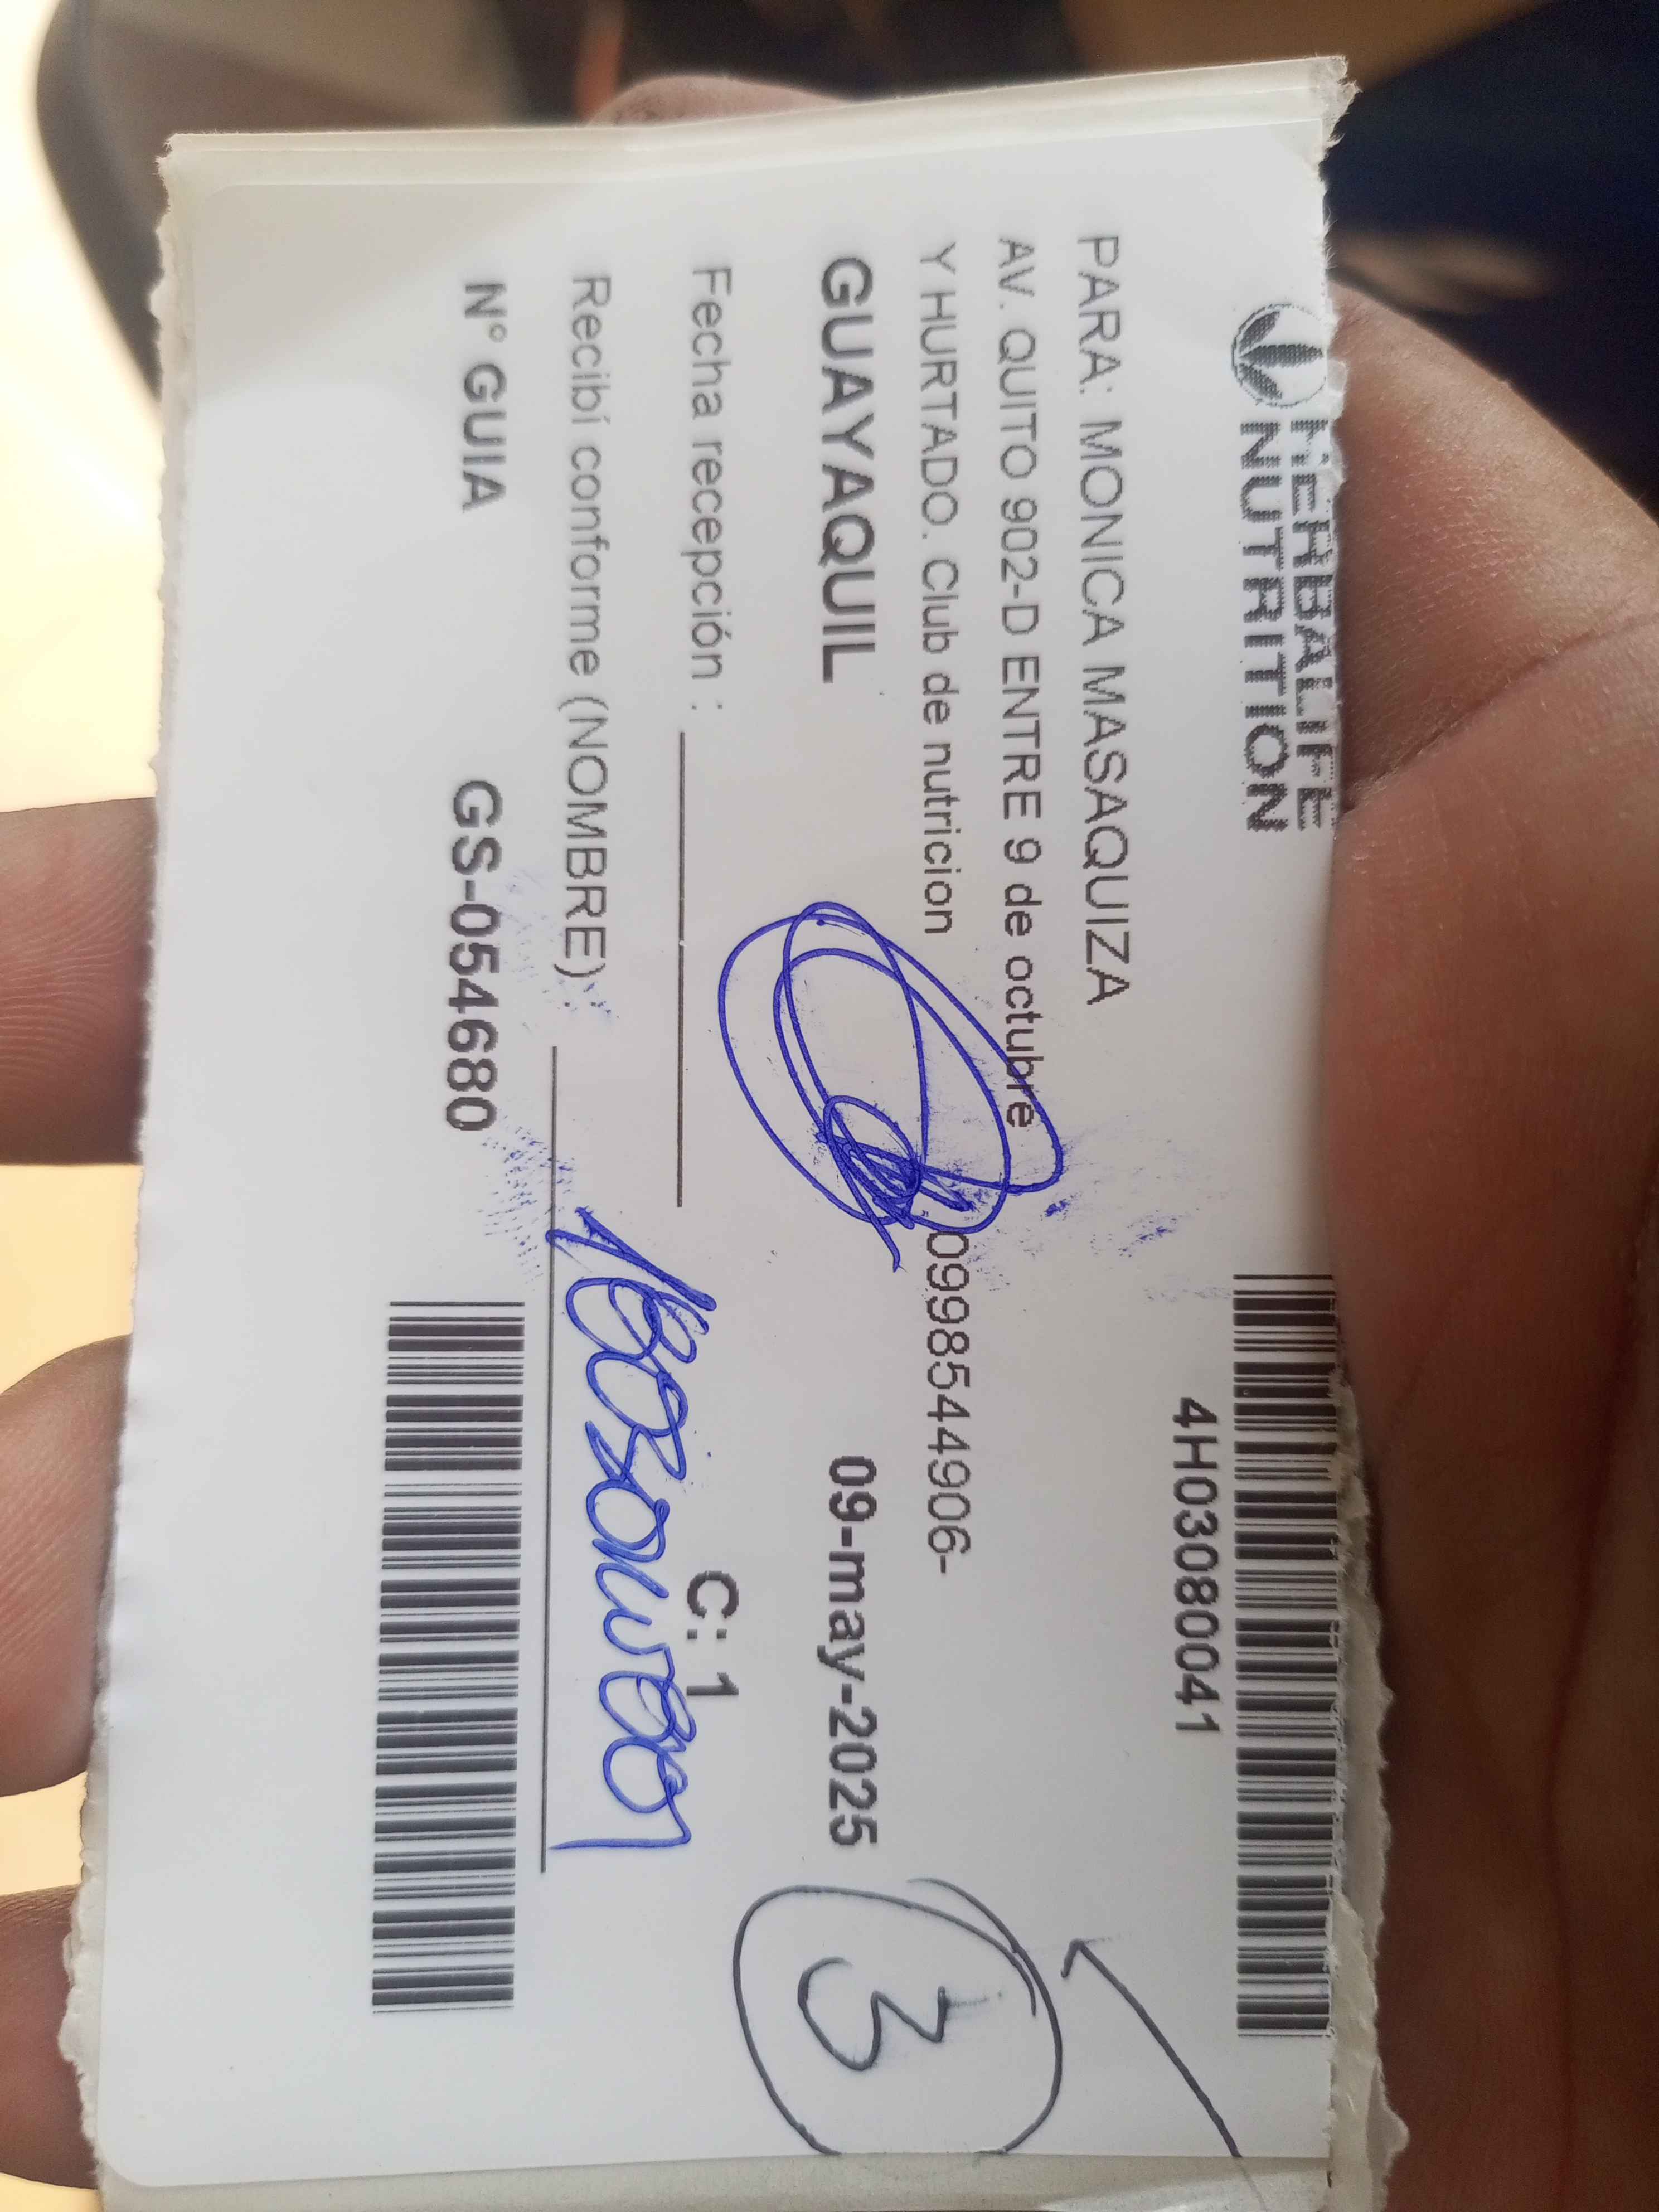 HERBALIFE
NUTRITION
4H03080041
PARA: MONICA MASAQUIZA
AV. QUITO 902-D ENTRE 9 de octubre
Y HURTADO. Club de nutricion 0998544906-
GUAYAQUIL 09-may-2025
3
Fecha recepción : C: 1
Recibí conforme (NOMBRE) :
N° GUIA GS-054680